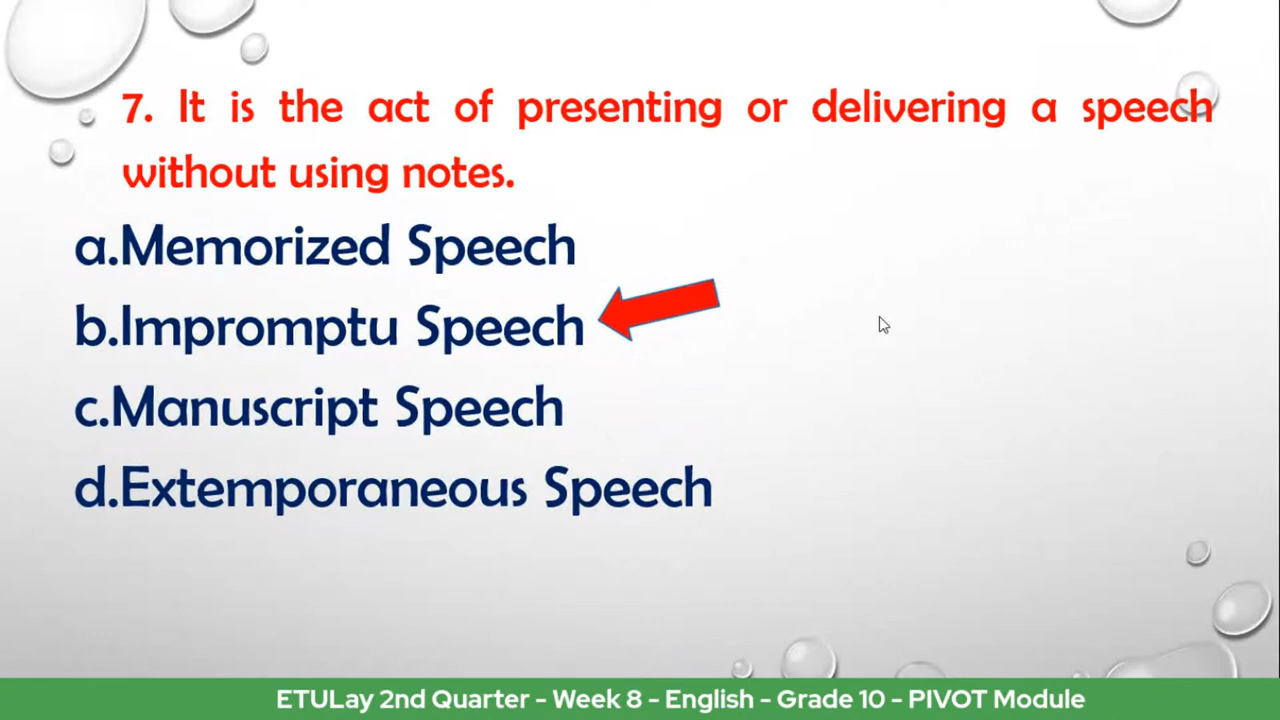 7. It is the act of presenting or delivering a speech
without using notes.
a.Memorized Speech
b.Impromptu Speech
c.Manuscript Speech
d.Extemporaneous Speech
ETULay 2nd Quarter - Week 8 - English - Grade 10 - PIVOT Module